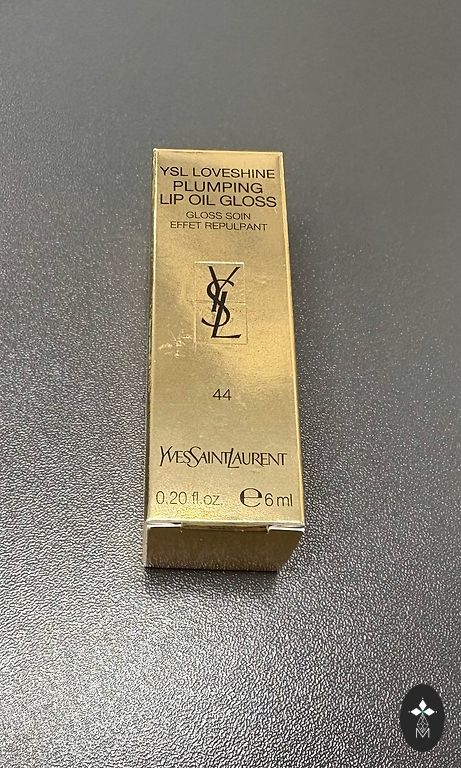 YSL LOVESHINE
PLUMPING
LIP OIL GLOSS
GLOSS SOIN
EFFET REPULPANT
YSL
44
YVESSAINTLAURENT
0.20 fl.oz. ℮6 ml
M